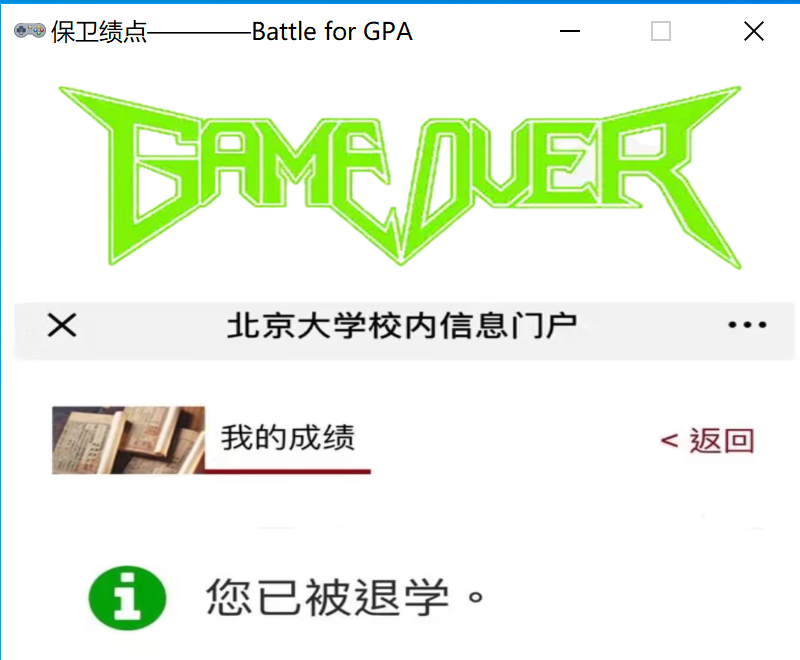 保卫绩点————Battle for GPA
GAME OVER
北京大学校内信息门户
我的成绩
< 返回
您已被退学。